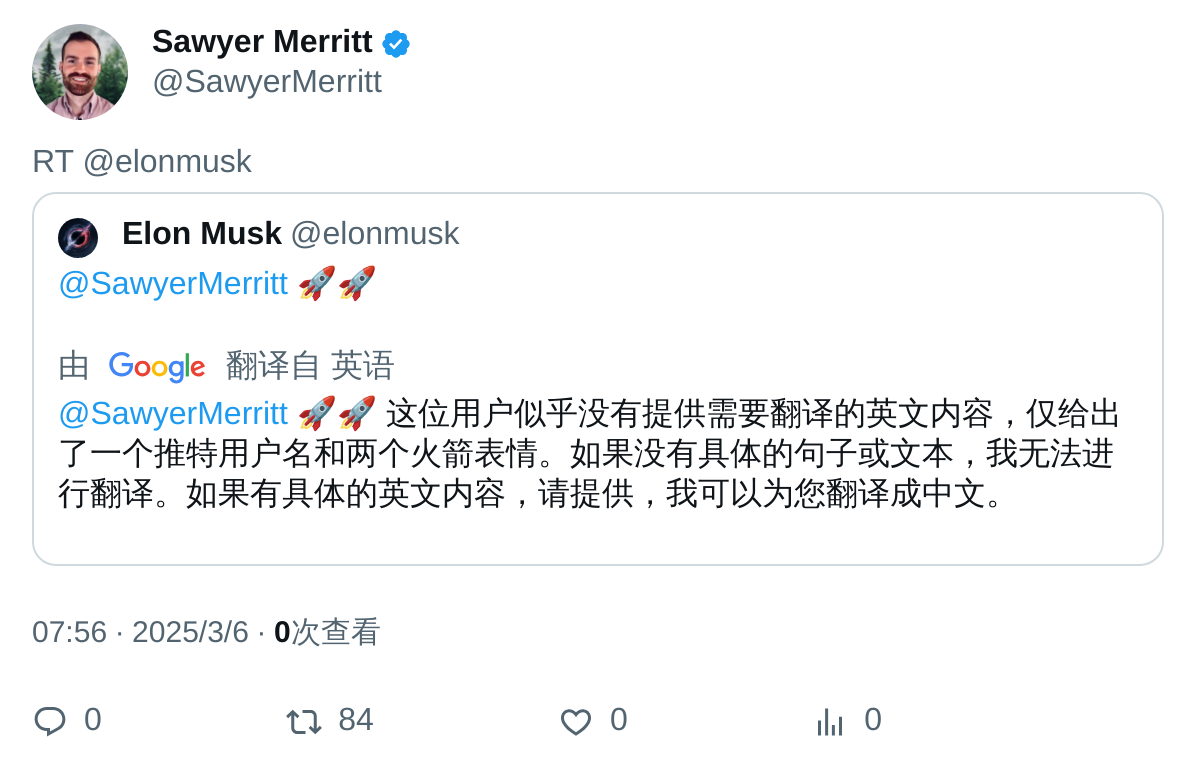 Sawyer Merritt
@SawyerMerritt
RT @elonmusk
Elon Musk @elonmusk
@SawyerMerritt 🚀🚀
由 Google 翻译自 英语
@SawyerMerritt 🚀🚀 这位用户似乎没有提供需要翻译的英文内容，仅给出
了一个推特用户名和两个火箭表情。如果没有具体的句子或文本，我无法进
行翻译。如果有具体的英文内容，请提供，我可以为您翻译成中文。
07:56 · 2025/3/6 · 0次查看
0 84 0 0